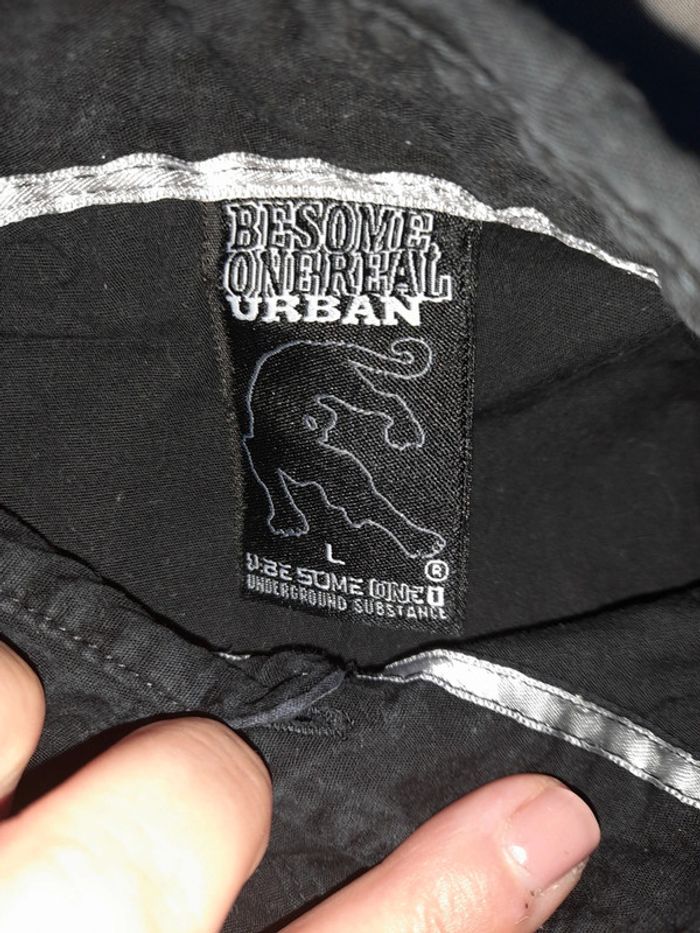 BESOME
ONEREAL
URBAN
L
®
BE SOME ONE
UNDERGROUND SUBSTANCE